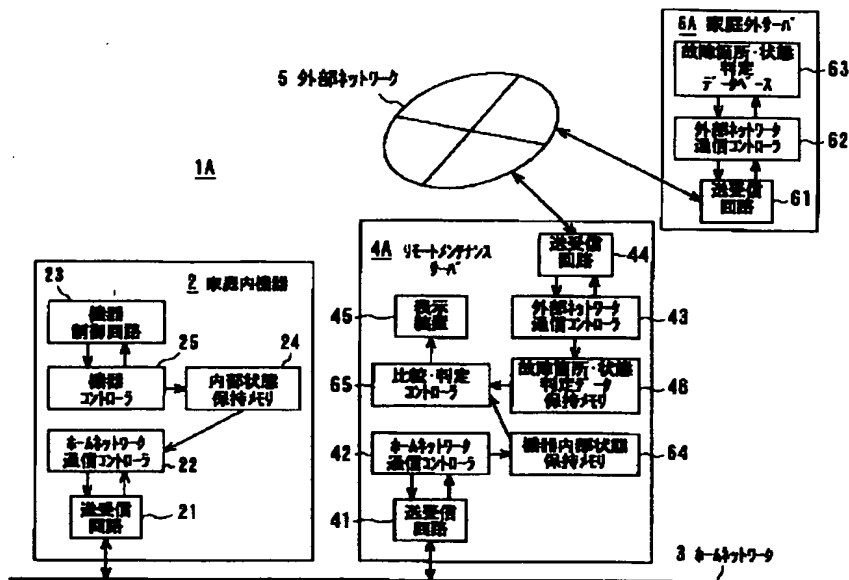 5 外部ネットワーク
1A
6A 家庭外サーバ
故障箇所・状態
判定
データベース
63
外部ネットワータ
通信コントローラ
62
送受信
回路
61
4A リモートメンテナンス
サーバ
送受信
回路
44
外部ネットワータ
通信コントローラ
43
表示
装置
45
比較・判定
コントローラ
65
故障箇所・状態
判定データ
保持メモリ
46
ホームネットワータ
通信コントローラ
42
機器内部状態
保持メモリ
64
送受信
回路
41
2 家庭内機器
23
機器
制御回路
25
機器
コントローラ
24
内部状態
保持メモリ
ホームネットワータ
通信コントローラ
22
送受信
回路
21
3 ホームネットワータ